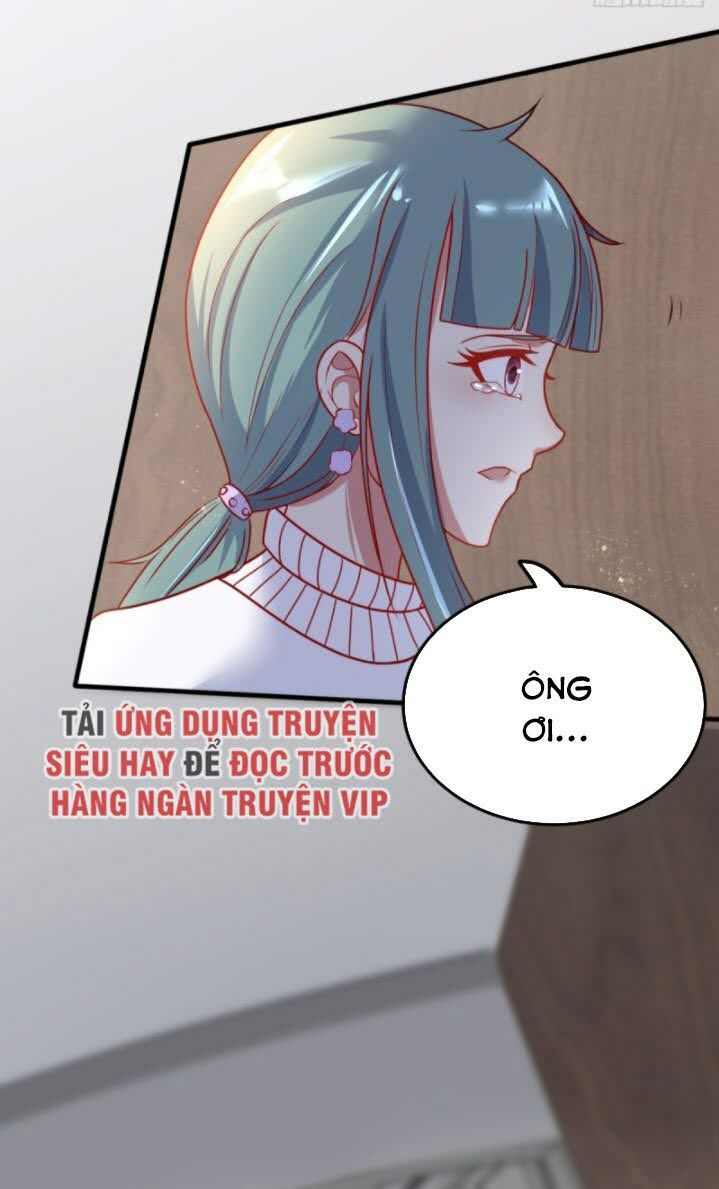 TẢI ỨNG DỤNG TRUYỆN
SIÊU HAY ĐỂ ĐỌC TRƯỚC
HÀNG NGÀN TRUYỆN VIP
ÔNG
ƠI...